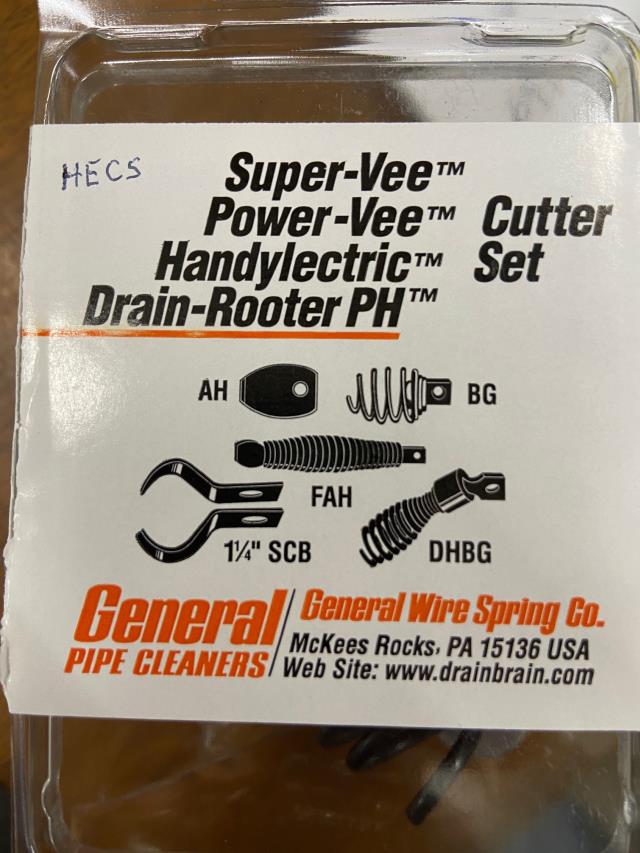 HECS
Super-Vee™
Power-Vee™ Cutter
Handylectric™ Set
Drain-Rooter PH™
AH
BG
FAH
1¼" SCB
DHBG
General
PIPE CLEANERS
General Wire Spring Co.
McKees Rocks, PA 15136 USA
Web Site: www.drainbrain.com